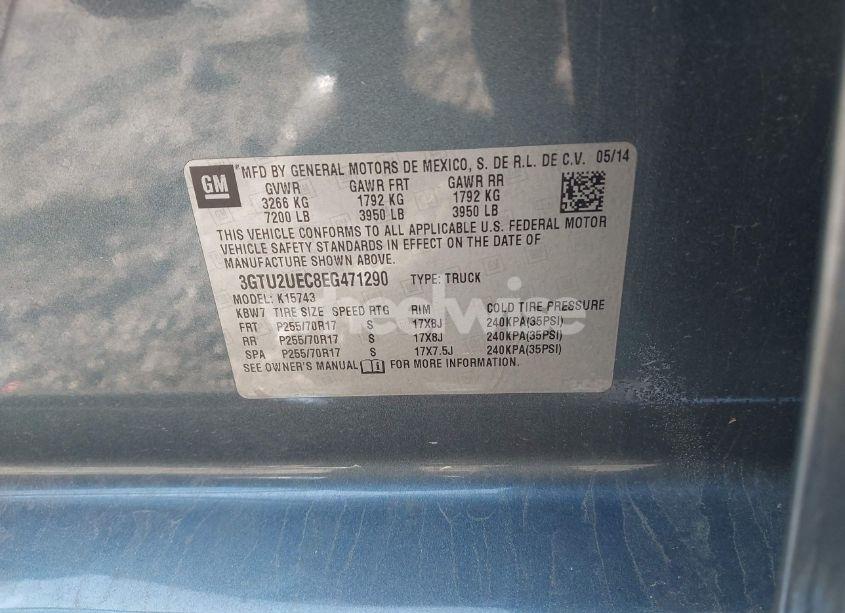 GM
MFD BY GENERAL MOTORS DE MEXICO, S. DE R.L. DE C.V. 05/14
GVWR GAWR FRT GAWR RR
3266 KG 1792 KG 1792 KG
7200 LB 3950 LB 3950 LB
THIS VEHICLE CONFORMS TO ALL APPLICABLE U.S. FEDERAL MOTOR
VEHICLE SAFETY STANDARDS IN EFFECT ON THE DATE OF
MANUFACTURE SHOWN ABOVE.
3GTU2UEC8EG471290 TYPE: TRUCK
MODEL: K15743
KBW7 TIRE SIZE SPEED RTG RIM COLD TIRE PRESSURE
FRT P255/70R17 S 17X8J 240KPA(35PSI)
RR P255/70R17 S 17X8J 240KPA(35PSI)
SPA P255/70R17 S 17X7.5J 240KPA(35PSI)
SEE OWNER'S MANUAL FOR MORE INFORMATION.